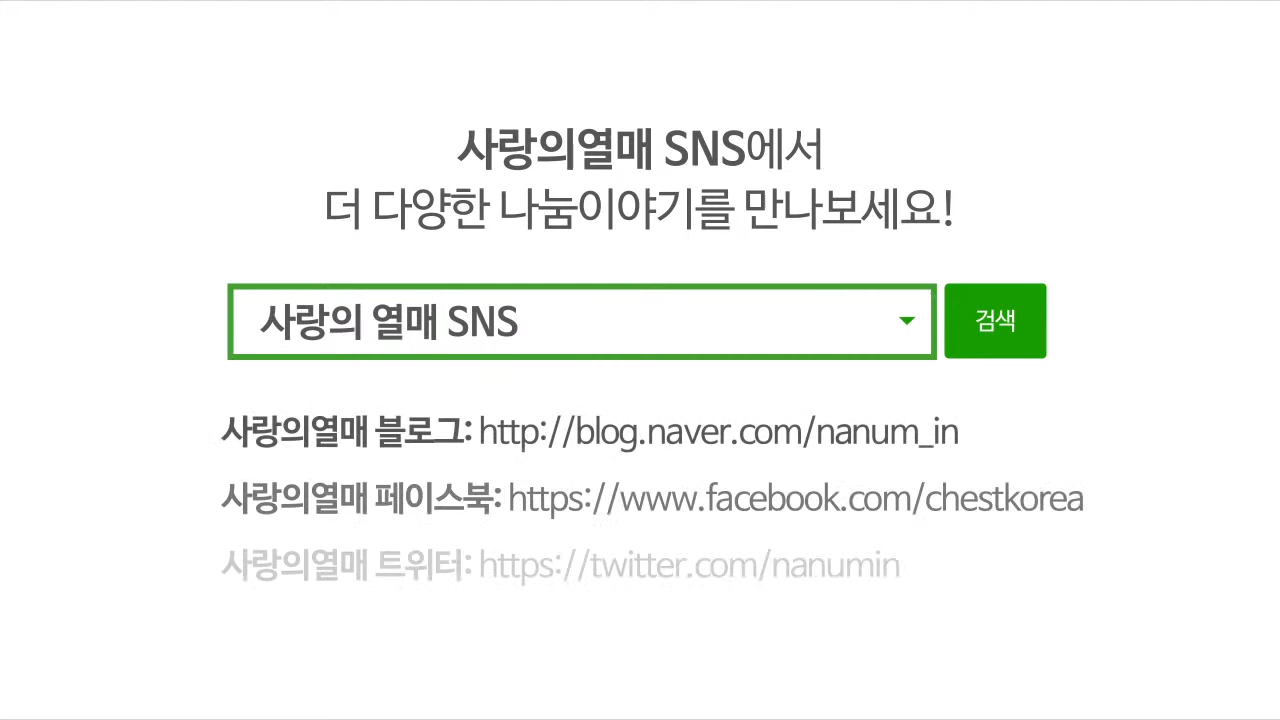 사랑의열매 SNS에서
더 다양한 나눔이야기를 만나보세요!
사랑의 열매 SNS
검색
사랑의열매 블로그: http://blog.naver.com/nanum_in
사랑의열매 페이스북: https://www.facebook.com/chestkorea
사랑의열매 트위터: https://twitter.com/nanumin